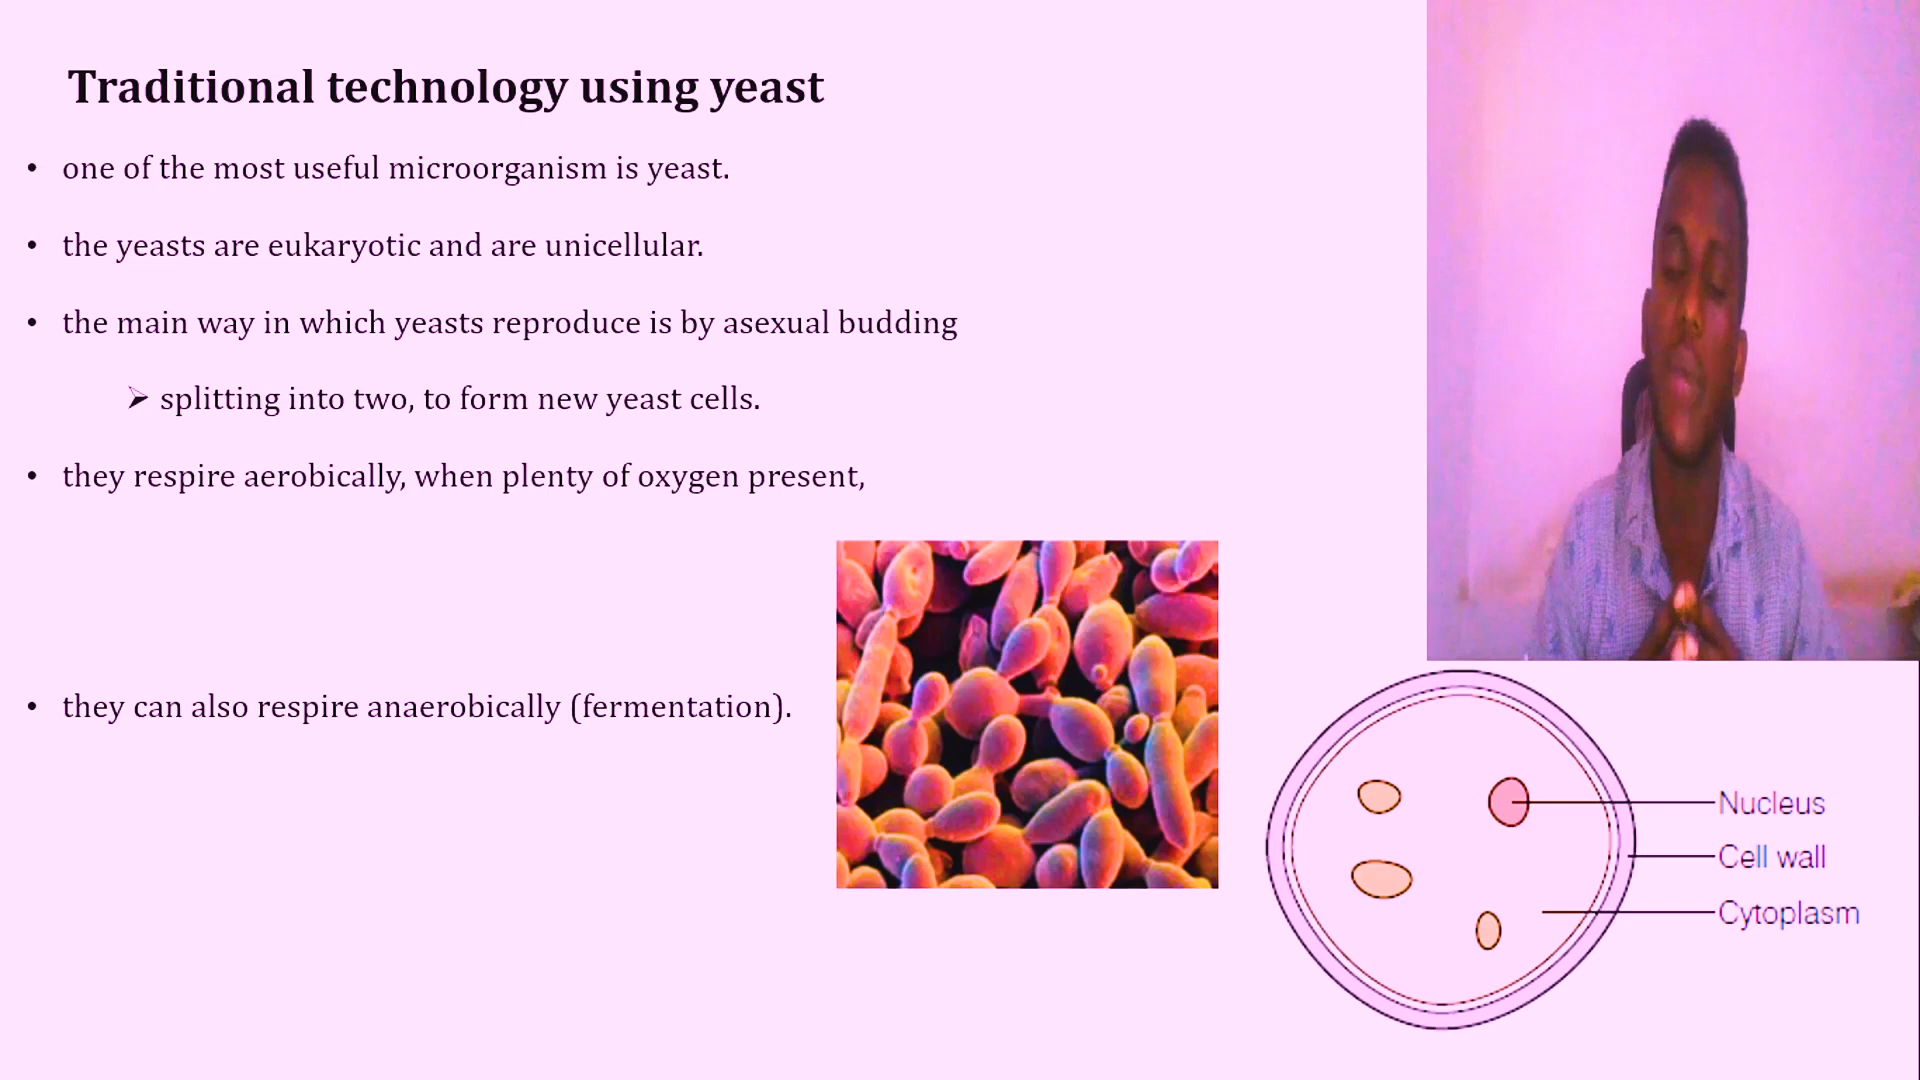 Traditional technology using yeast
• one of the most useful microorganism is yeast.
• the yeasts are eukaryotic and are unicellular.
• the main way in which yeasts reproduce is by asexual budding
➢ splitting into two, to form new yeast cells.
• they respire aerobically, when plenty of oxygen present,
• they can also respire anaerobically (fermentation).
Nucleus
Cell wall
Cytoplasm